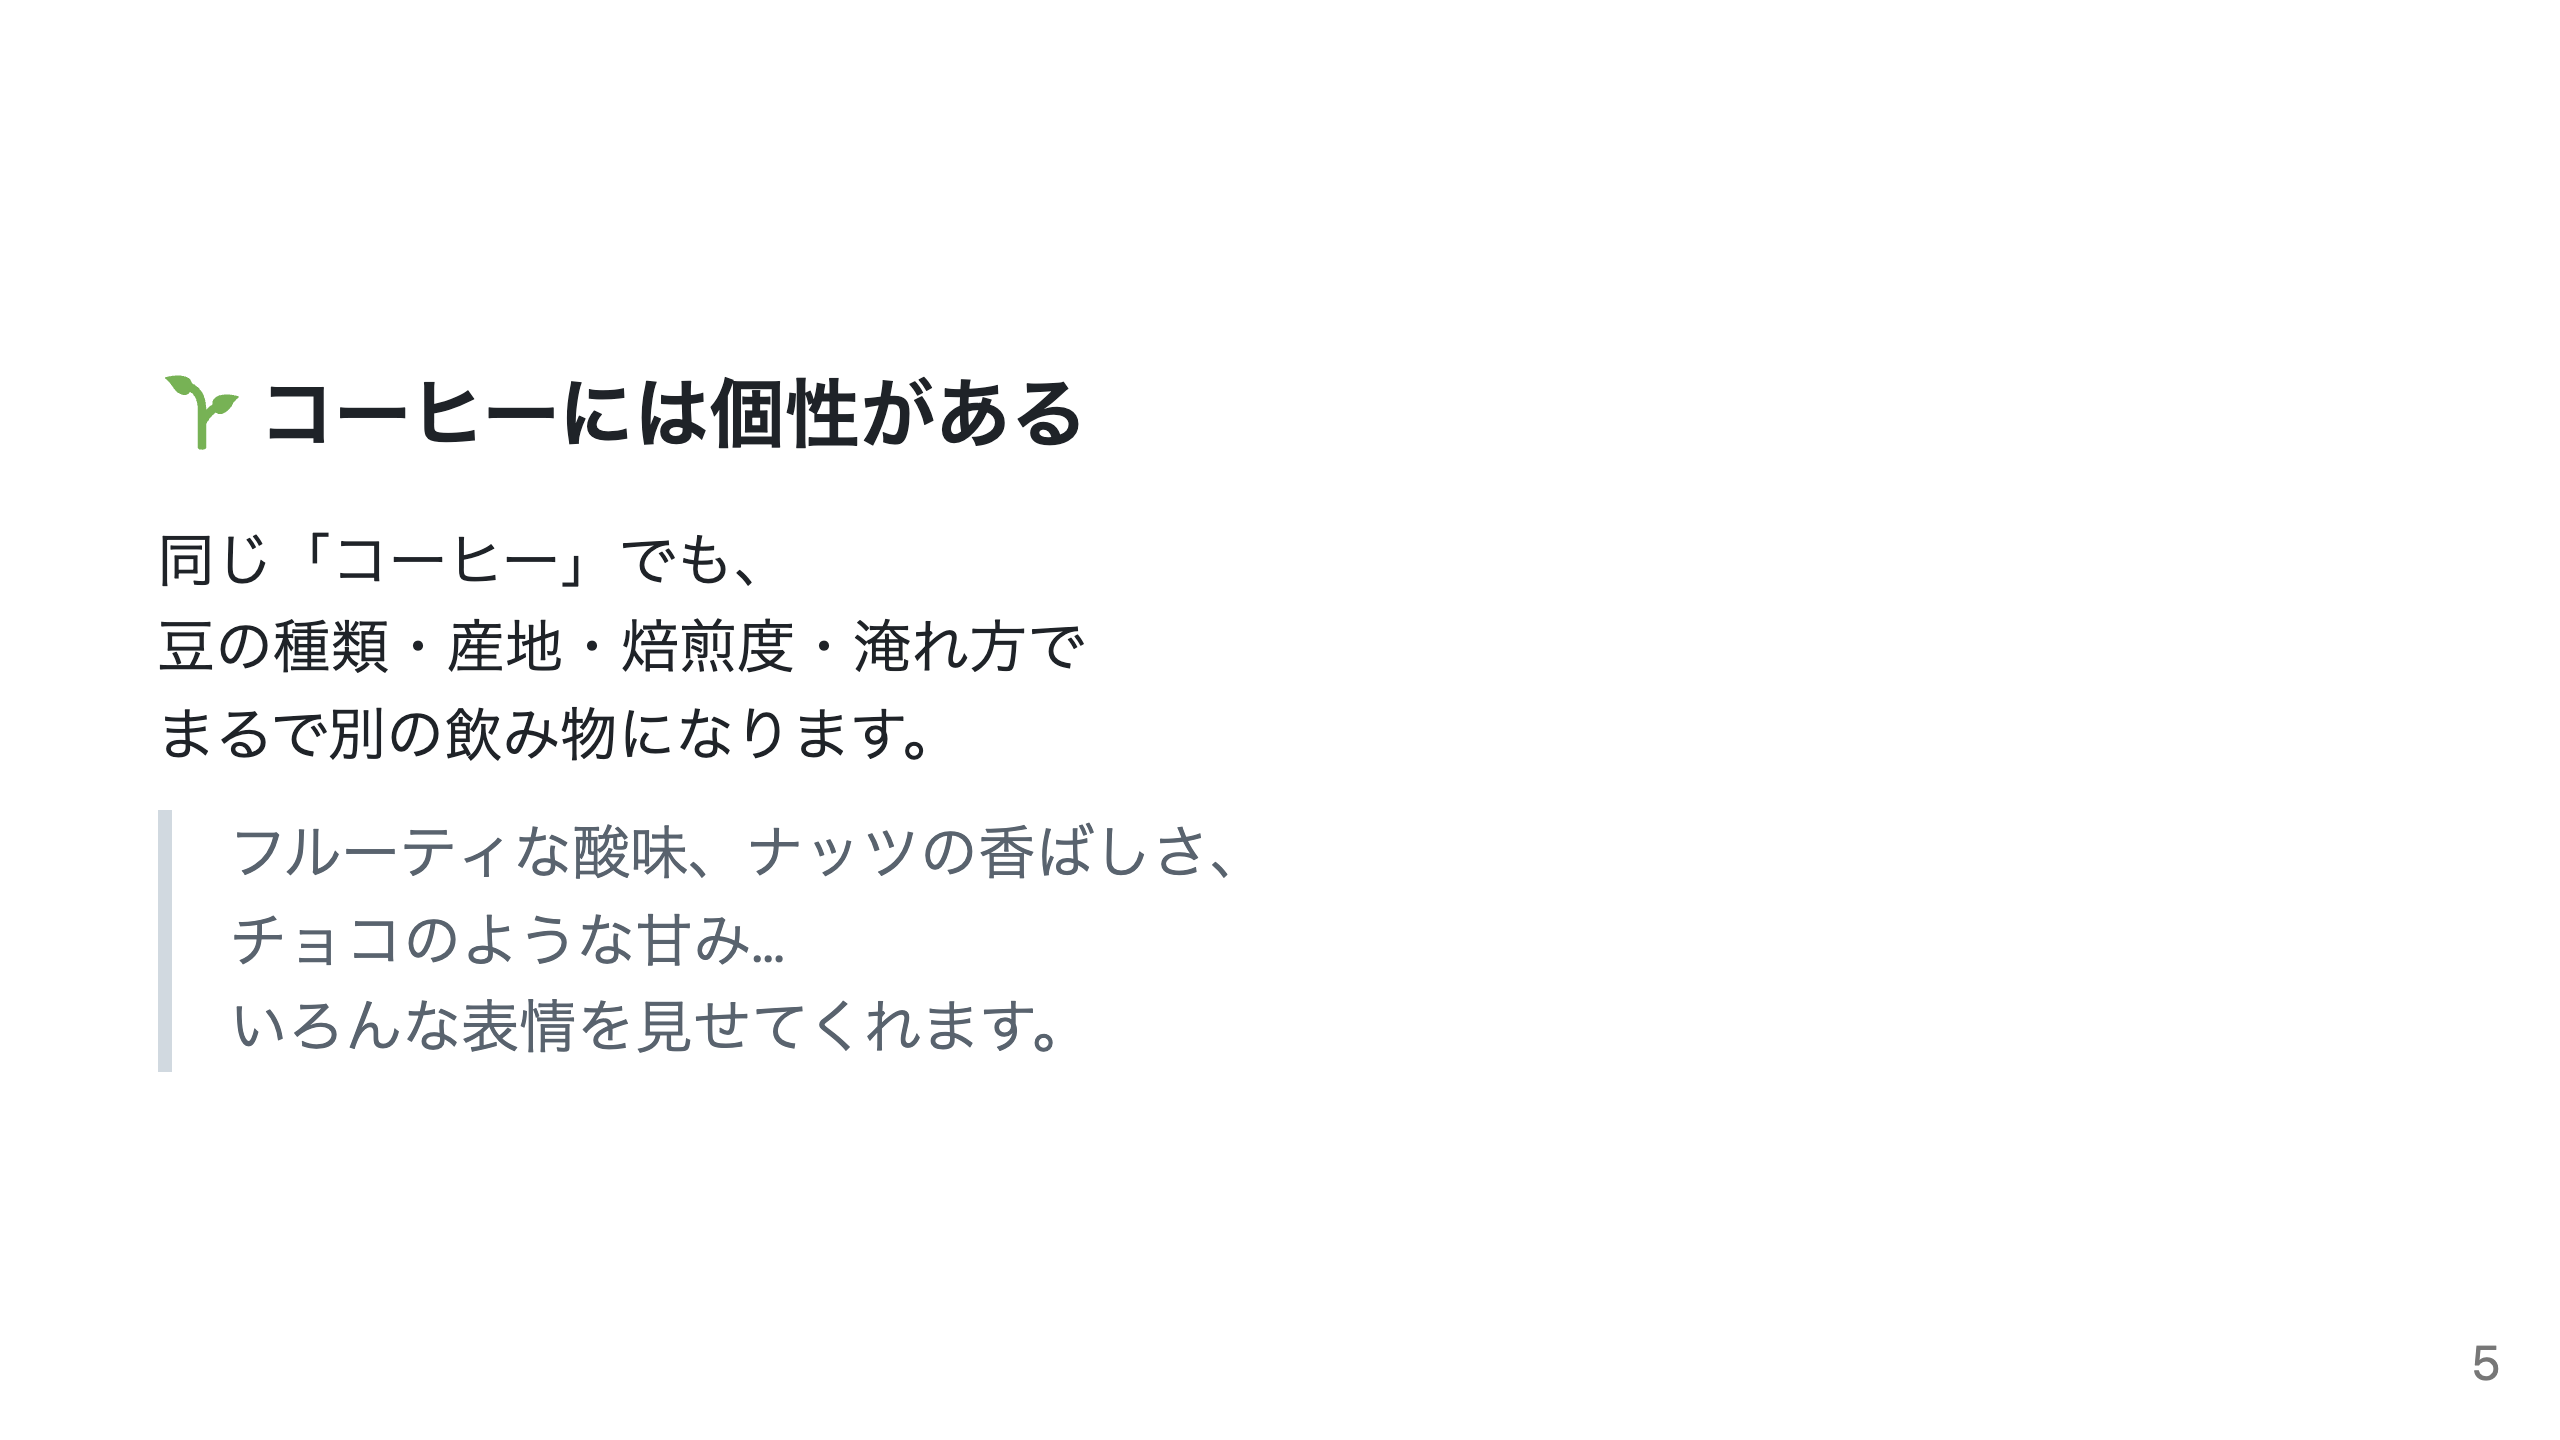 🌱 コーヒーには個性がある
同じ「コーヒー」でも、
豆の種類・産地・焙煎度・淹れ方で
まるで別の飲み物になります。
フルーティな酸味、ナッツの香ばしさ、
チョコのような甘み…
いろんな表情を見せてくれます。
5